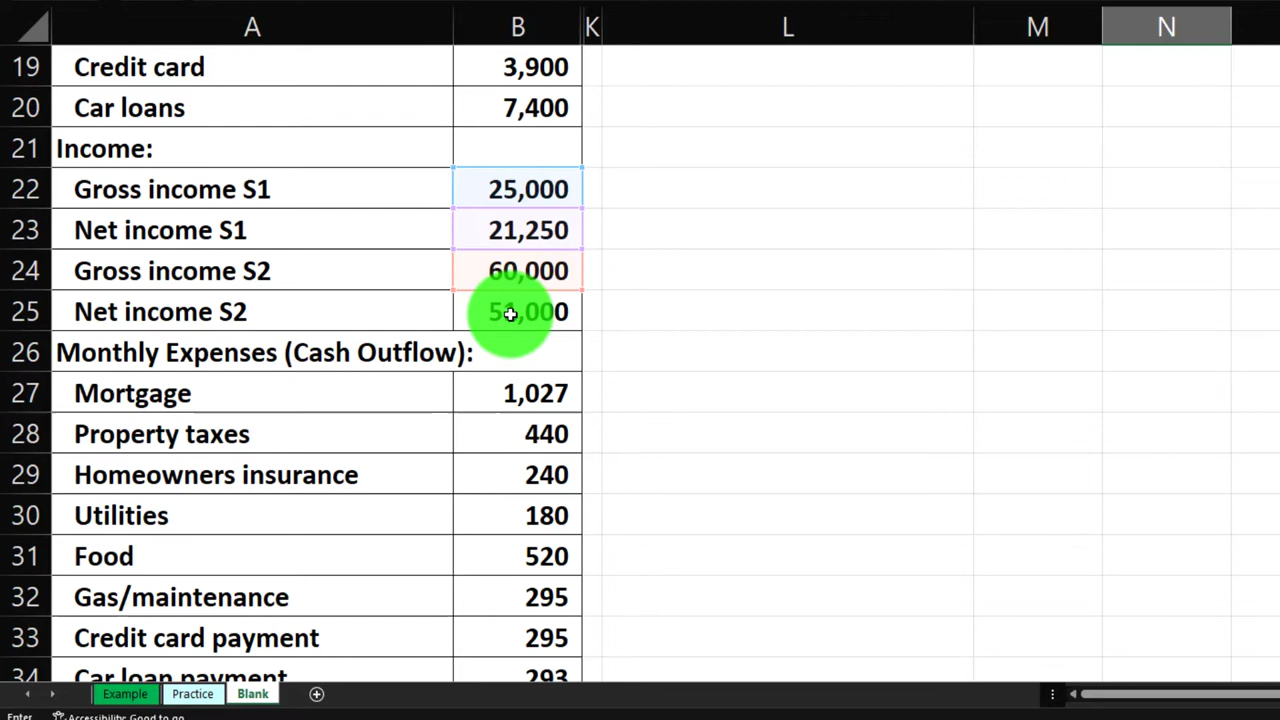 A B K L M N
19 Credit card 3,900
20 Car loans 7,400
21 Income:
22 Gross income S1 25,000
23 Net income S1 21,250
24 Gross income S2 60,000
25 Net income S2 51,000
26 Monthly Expenses (Cash Outflow):
27 Mortgage 1,027
28 Property taxes 440
29 Homeowners insurance 240
30 Utilities 180
31 Food 520
32 Gas/maintenance 295
33 Credit card payment 295
34 Car loan payment 293
Example Practice Blank
Enter Accessibility: Good to go